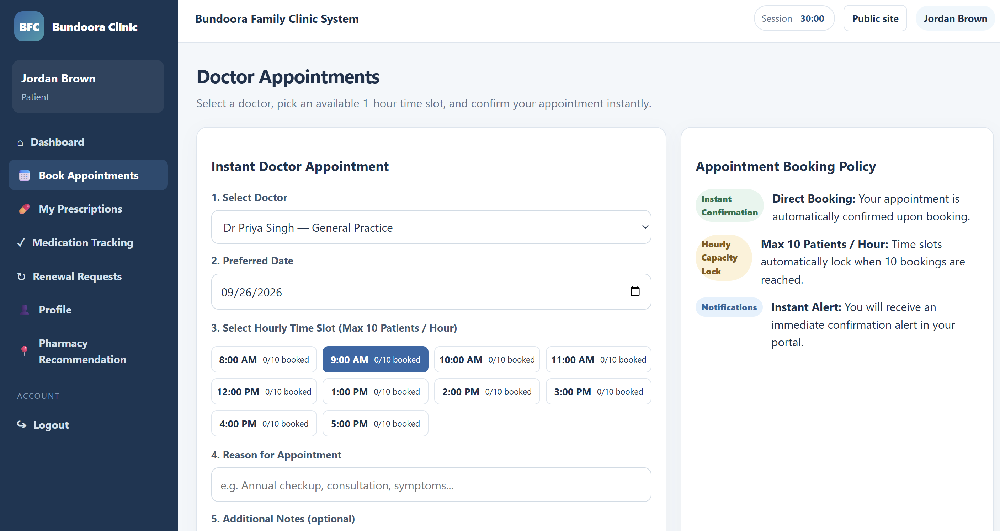 BFC
Bundoora Clinic
Jordan Brown
Patient
Dashboard
Book Appointments
My Prescriptions
Medication Tracking
Renewal Requests
Profile
Pharmacy
Recommendation
ACCOUNT
Logout
Bundoora Family Clinic System
Session 30:00
Public site
Jordan Brown
Doctor Appointments
Select a doctor, pick an available 1-hour time slot, and confirm your appointment instantly.
Instant Doctor Appointment
1. Select Doctor
Dr Priya Singh — General Practice
2. Preferred Date
09/26/2026
3. Select Hourly Time Slot (Max 10 Patients / Hour)
8:00 AM 0/10 booked
9:00 AM 0/10 booked
10:00 AM 0/10 booked
11:00 AM 0/10 booked
12:00 PM 0/10 booked
1:00 PM 0/10 booked
2:00 PM 0/10 booked
3:00 PM 0/10 booked
4:00 PM 0/10 booked
5:00 PM 0/10 booked
4. Reason for Appointment
e.g. Annual checkup, consultation, symptoms...
5. Additional Notes (optional)
Appointment Booking Policy
Instant
Confirmation
Direct Booking: Your appointment is
automatically confirmed upon booking.
Hourly
Capacity
Lock
Max 10 Patients / Hour: Time slots
automatically lock when 10 bookings are
reached.
Notifications
Instant Alert: You will receive an
immediate confirmation alert in your
portal.